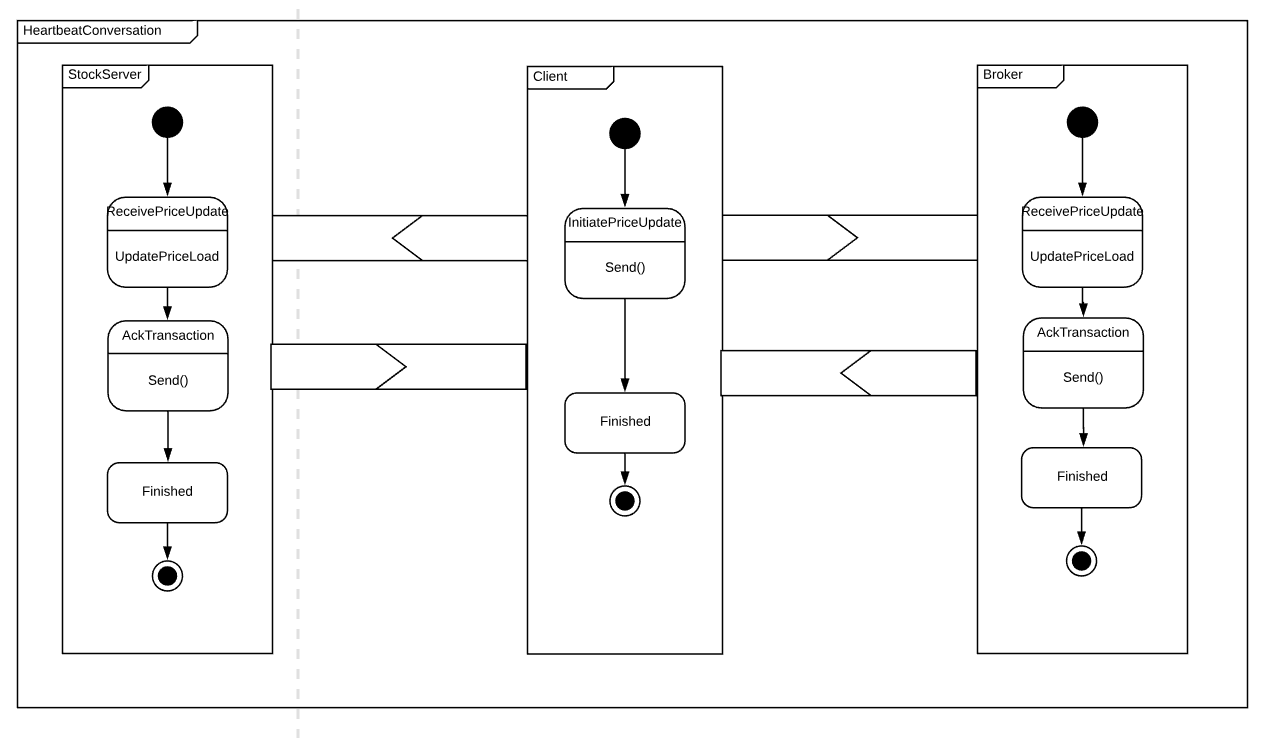 HeartbeatConversation
StockServer
ReceivePriceUpdate
UpdatePriceLoad
AckTransaction
Send()
Finished
Client
InitiatePriceUpdate
Send()
Finished
Broker
ReceivePriceUpdate
UpdatePriceLoad
AckTransaction
Send()
Finished